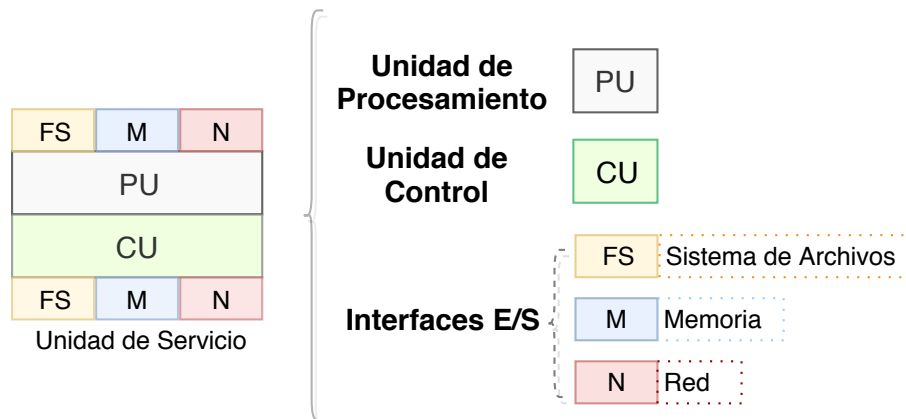 FS M N
PU
CU
FS M N
Unidad de Servicio
Unidad de
Procesamiento
PU
Unidad de
Control
CU
Interfaces E/S
FS Sistema de Archivos
M Memoria
N Red